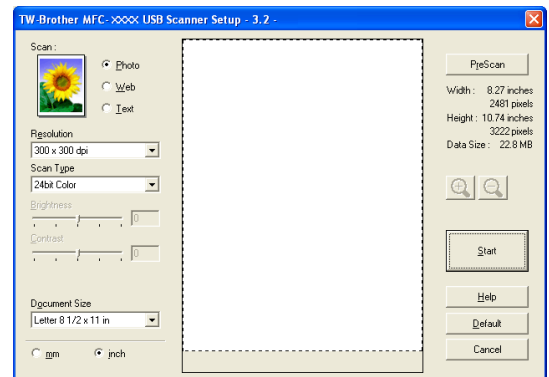 TW-Brother MFC-xxxx USB Scanner Setup - 3.2 -
Scan :
Photo
Web
Text
Resolution
300 x 300 dpi
Scan Type
24bit Color
Brightness
0
Contrast
0
Document Size
Letter 8 1/2 x 11 in
mm
inch
PreScan
Width : 8.27 inches
2481 pixels
Height : 10.74 inches
3222 pixels
Data Size : 22.8 MB
Start
Help
Default
Cancel